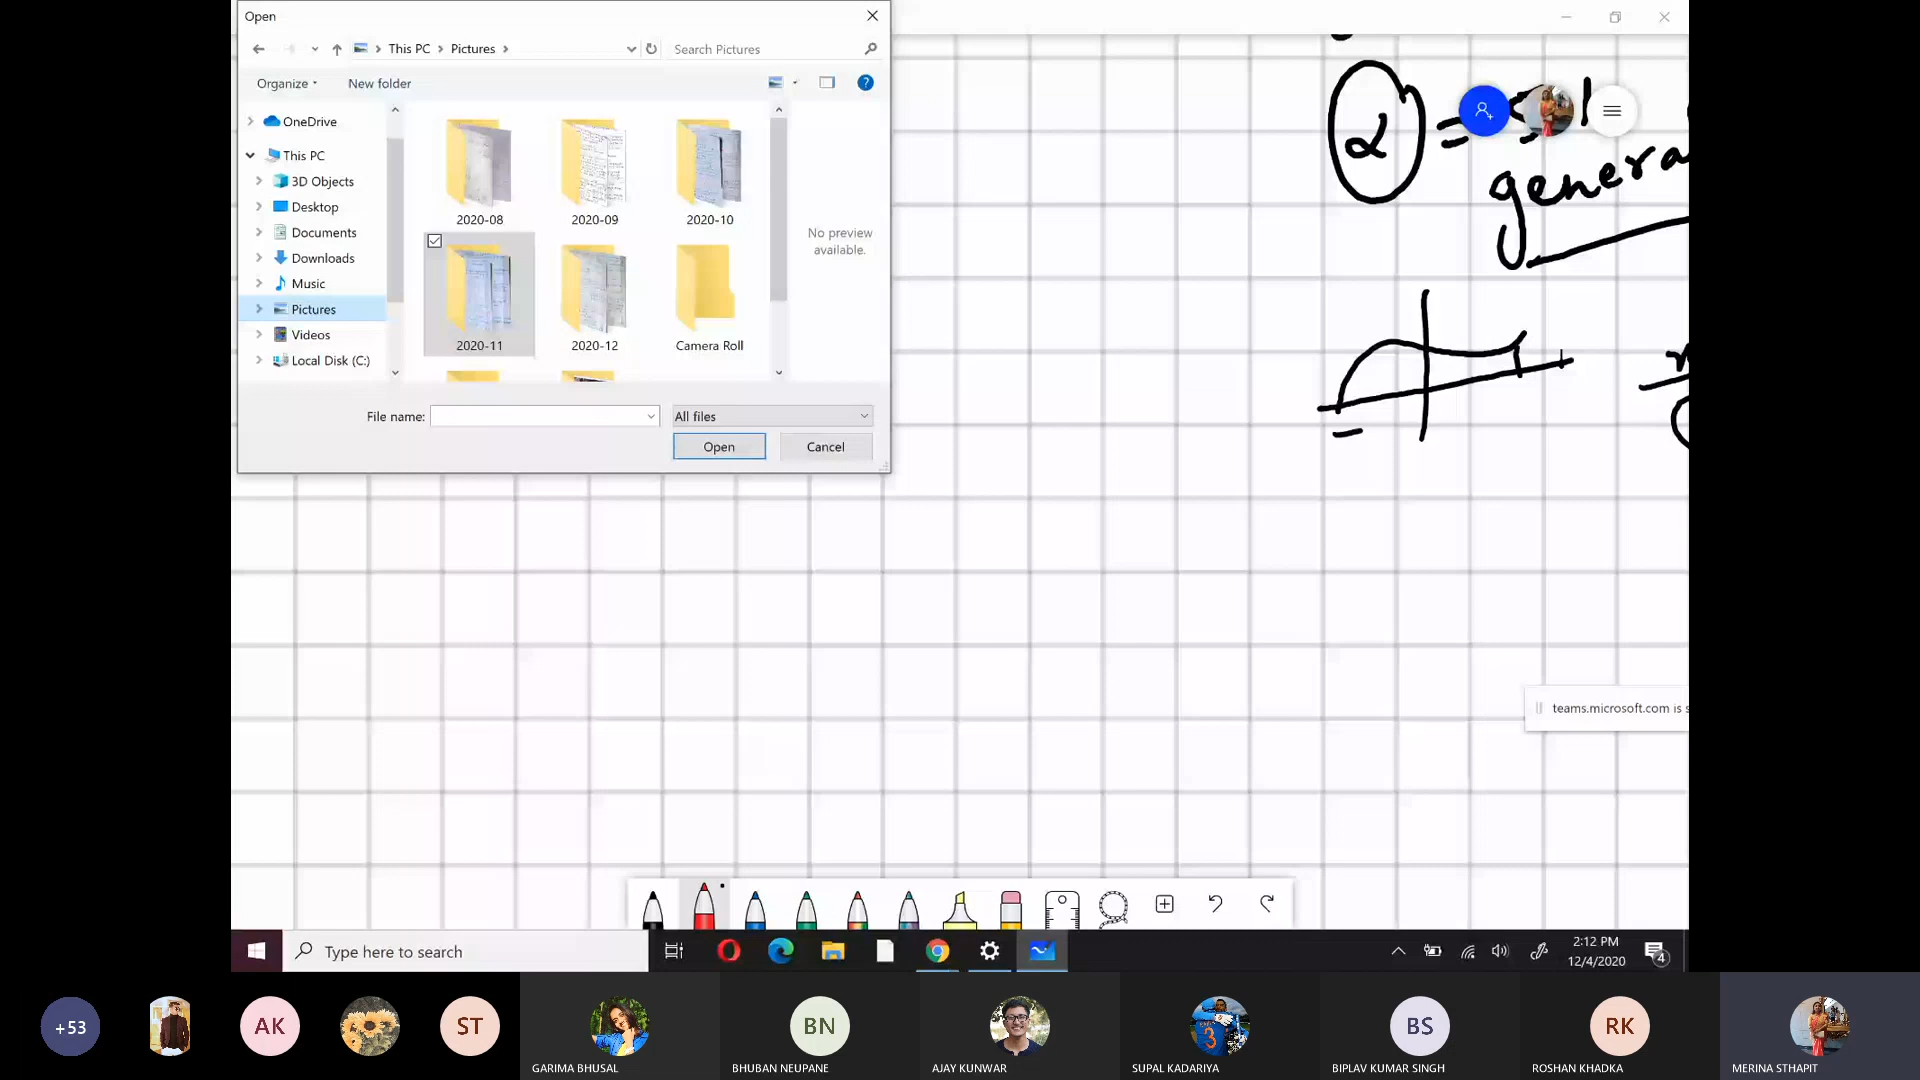 Open
This PC
Pictures
Search Pictures
Organize
New folder
OneDrive
This PC
3D Objects
Desktop
Documents
Downloads
Music
Pictures
Videos
Local Disk (C:)
2020-08
2020-09
2020-10
2020-11
2020-12
Camera Roll
No preview
available.
File name:
All files
Open
Cancel
α =
genera
teams.microsoft.com is s
Type here to search
2:12 PM
12/4/2020
4
+53
AK
ST
BN
BS
RK
GARIMA BHUSAL
BHUBAN NEUPANE
AJAY KUNWAR
SUPAL KADARIYA
BIPLAV KUMAR SINGH
ROSHAN KHADKA
MERINA STHAPIT